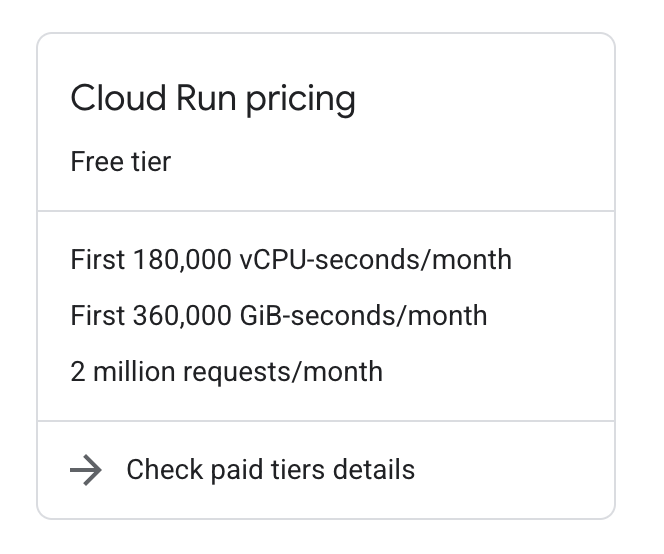 Cloud Run pricing
Free tier
First 180,000 vCPU-seconds/month
First 360,000 GiB-seconds/month
2 million requests/month
Check paid tiers details